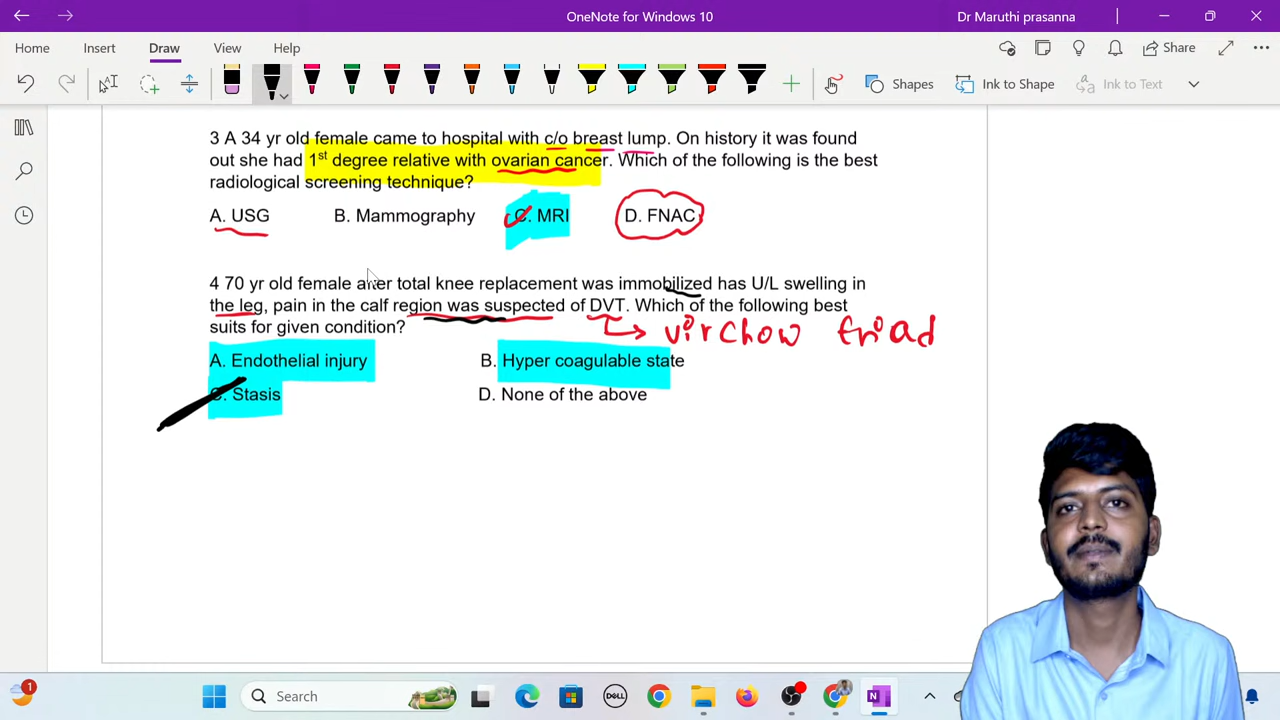 OneNote for Windows 10
Dr Maruthi prasanna
Home
Insert
Draw
View
Help
Share
Shapes
Ink to Shape
Ink to Text
3 A 34 yr old female came to hospital with c/o breast lump. On history it was found
out she had 1st degree relative with ovarian cancer. Which of the following is the best
radiological screening technique?
A. USG
B. Mammography
C. MRI
D. FNAC
4 70 yr old female after total knee replacement was immobilized has U/L swelling in
the leg, pain in the calf region was suspected of DVT. Which of the following best
suits for given condition?
virchow triad
A. Endothelial injury
B. Hyper coagulable state
C. Stasis
D. None of the above
1
Search
DELL